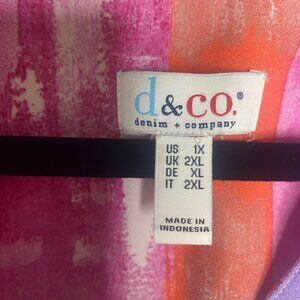 d&co.®
denim + company
US 1X
UK 2XL
DE XL
IT 2XL
MADE IN
INDONESIA